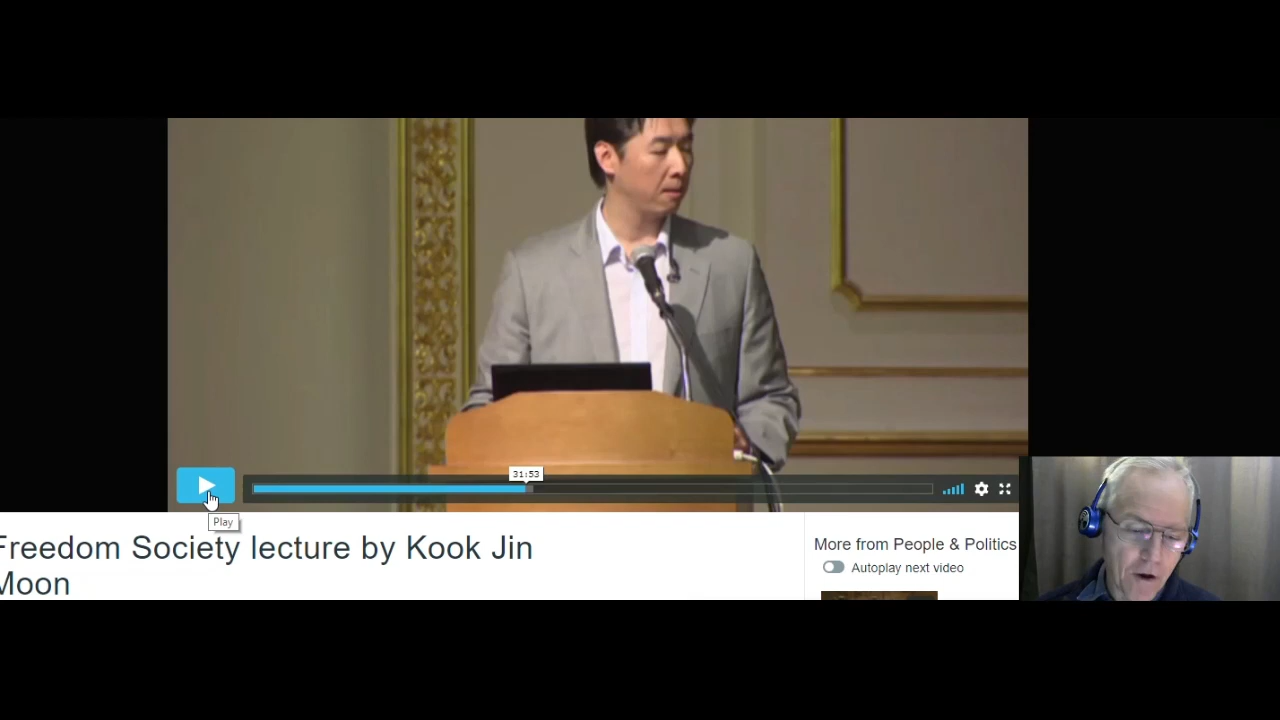 31:53
Play
Freedom Society lecture by Kook Jin
Moon
More from People & Politics
Autoplay next video